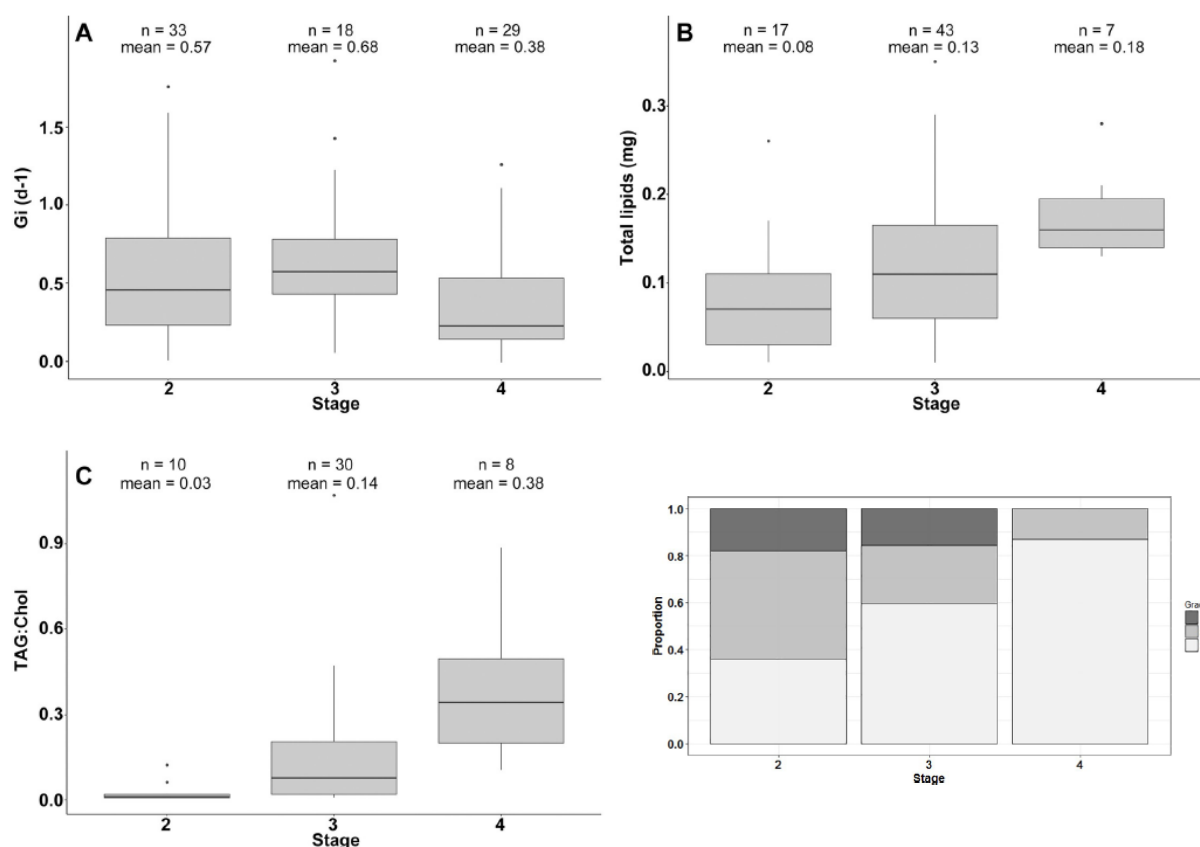 A
n = 33
mean = 0.57
n = 18
mean = 0.68
n = 29
mean = 0.38
Gi (d-1)
1.5
1.0
0.5
0.0
2
3
4
Stage
B
n = 17
mean = 0.08
n = 43
mean = 0.13
n = 7
mean = 0.18
Total lipids (mg)
0.3
0.2
0.1
0.0
2
3
4
Stage
C
n = 10
mean = 0.03
n = 30
mean = 0.14
n = 8
mean = 0.38
TAG:Chol
0.9
0.6
0.3
0.0
2
3
4
Stage
Proportion
1.0
0.8
0.6
0.4
0.2
0.0
2
3
4
Stage